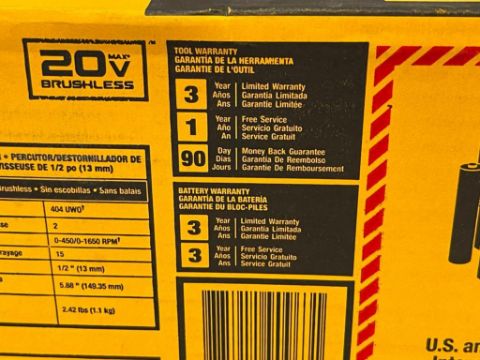 20V MAX*
BRUSHLESS
TOOL WARRANTY
GARANTÍA DE LA HERRAMIENTA
GARANTIE DE L'OUTIL
3 Year Años Ans Limited Warranty Garantía Limitada Garantie Limitée
1 Year Año An Free Service Servicio Gratuito Service Gratuit
90 Day Días Jours Money Back Guarantee Garantía De Reembolso Garantie De Remboursement
BATTERY WARRANTY
GARANTÍA DE LA BATERÍA
GARANTIE DU BLOC-PILES
3 Year Años Ans Limited Warranty Garantía Limitada Garantie Limitée
3 Year Años Ans Free Service Servicio Gratuito Service Gratuit
• PERCUTOR/DESTORNILLADOR DE
TISSEUSE DE 1/2 po (13 mm)
Brushless • Sin escobillas • Sans balais
404 UWO†
2
0-450/0-1650 RPM†
15
1/2" (13 mm)
5.88" (149.35 mm)
2.42 lbs (1.1 kg)
U.S. an